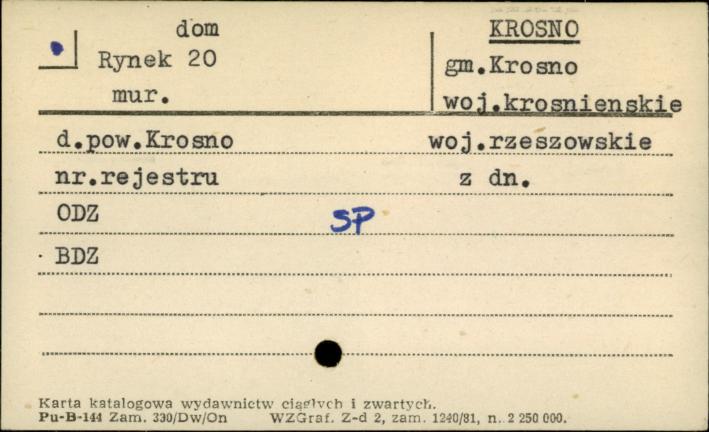 dom
KROSNO
Rynek 20
gm.Krosno
mur.
woj.krosnienskie
d.pow.Krosno woj.rzeszowskie
nr.rejestru z dn.
ODZ
SP
BDZ
Karta katalogowa wydawnictw ciągłych i zwartych.
Pu-B-144 Zam. 330/Dw/On WZGraf. Z-d 2, zam. 1240/81, n. 2 250 000.